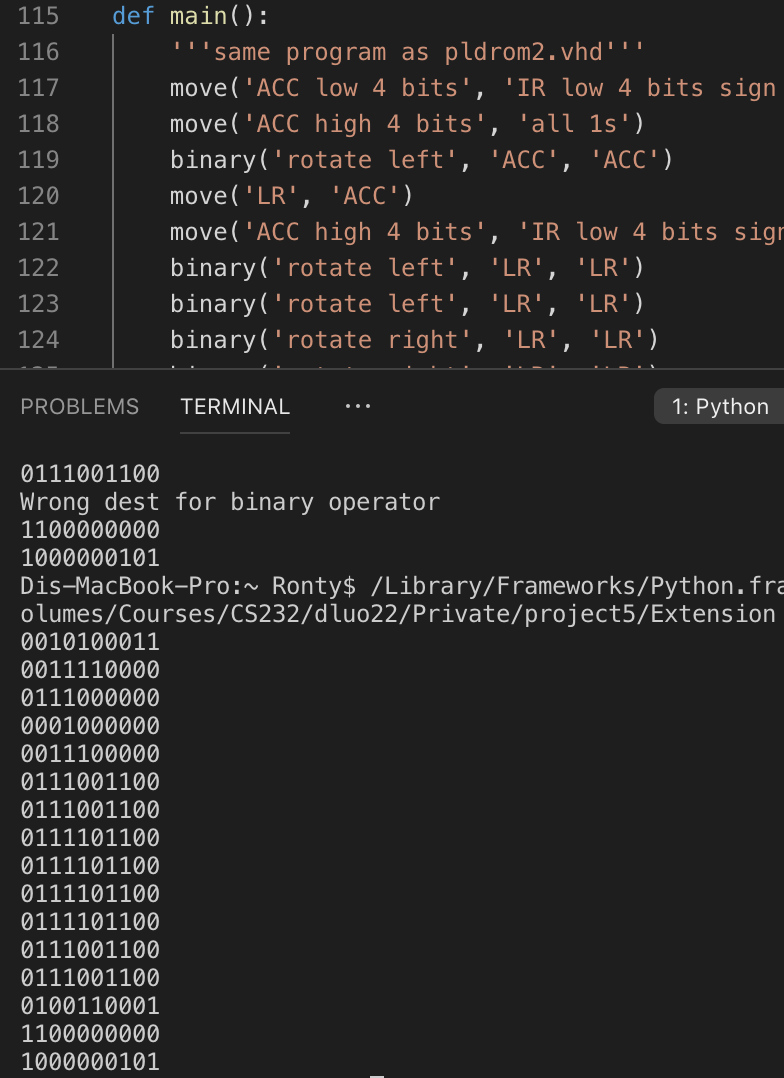 115 def main():
116 '''same program as pldrom2.vhd'''
117 move('ACC low 4 bits', 'IR low 4 bits sign
118 move('ACC high 4 bits', 'all 1s')
119 binary('rotate left', 'ACC', 'ACC')
120 move('LR', 'ACC')
121 move('ACC high 4 bits', 'IR low 4 bits sign
122 binary('rotate left', 'LR', 'LR')
123 binary('rotate left', 'LR', 'LR')
124 binary('rotate right', 'LR', 'LR')
PROBLEMS TERMINAL ··· 1: Python
0111001100
Wrong dest for binary operator
1100000000
1000000101
Dis-MacBook-Pro:~ Ronty$ /Library/Frameworks/Python.fra
olumes/Courses/CS232/dluo22/Private/project5/Extension
0010100011
0011110000
0111000000
0001000000
0011100000
0111001100
0111001100
0111101100
0111101100
0111101100
0111101100
0111001100
0111001100
0100110001
1100000000
1000000101